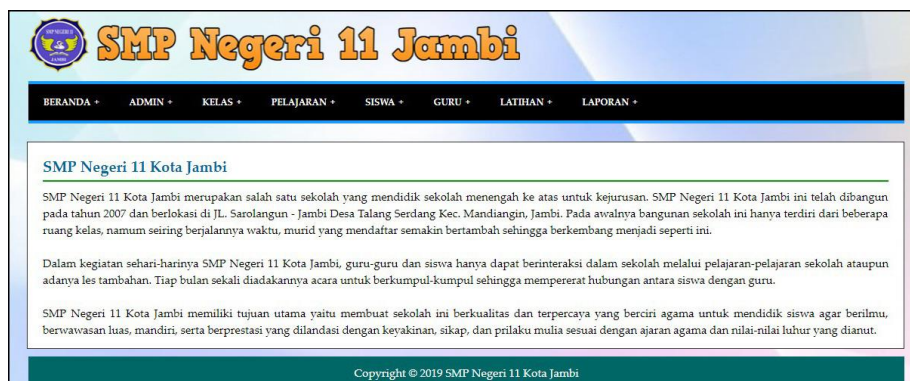 SMP NEGERI 11
JAMBI
SMP Negeri 11 Jambi
BERANDA + ADMIN + KELAS + PELAJARAN + SISWA + GURU + LATIHAN + LAPORAN +
SMP Negeri 11 Kota Jambi
SMP Negeri 11 Kota Jambi merupakan salah satu sekolah yang mendidik sekolah menengah ke atas untuk kejurusan. SMP Negeri 11 Kota Jambi ini telah dibangun
pada tahun 2007 dan berlokasi di JL. Sarolangun - Jambi Desa Talang Serdang Kec. Mandiangin, Jambi. Pada awalnya bangunan sekolah ini hanya terdiri dari beberapa
ruang kelas, namum seiring berjalannya waktu, murid yang mendaftar semakin bertambah sehingga berkembang menjadi seperti ini.
Dalam kegiatan sehari-harinya SMP Negeri 11 Kota Jambi, guru-guru dan siswa hanya dapat berinteraksi dalam sekolah melalui pelajaran-pelajaran sekolah ataupun
adanya les tambahan. Tiap bulan sekali diadakannya acara untuk berkumpul-kumpul sehingga mempererat hubungan antara siswa dengan guru.
SMP Negeri 11 Kota Jambi memiliki tujuan utama yaitu membuat sekolah ini berkualitas dan terpercaya yang berciri agama untuk mendidik siswa agar berilmu,
berwawasan luas, mandiri, serta berprestasi yang dilandasi dengan keyakinan, sikap, dan prilaku mulia sesuai dengan ajaran agama dan nilai-nilai luhur yang dianut.
Copyright © 2019 SMP Negeri 11 Kota Jambi